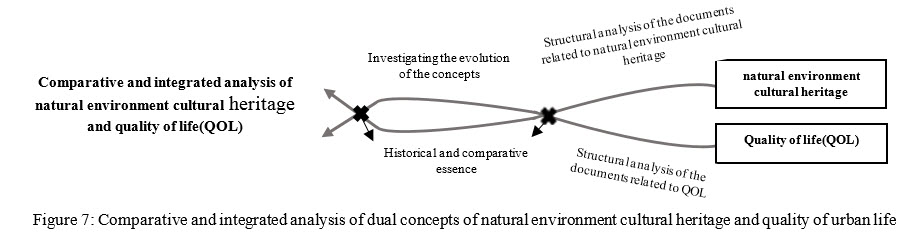 Comparative and integrated analysis of
natural environment cultural heritage
and quality of life(QOL)
Investigating the evolution
of the concepts
Historical and comparative
essence
Structural analysis of the documents
related to natural environment cultural
heritage
Structural analysis of the
documents related to QOL
natural environment
cultural heritage
Quality of life(QOL)
Figure 7: Comparative and integrated analysis of dual concepts of natural environment cultural heritage and quality of urban life